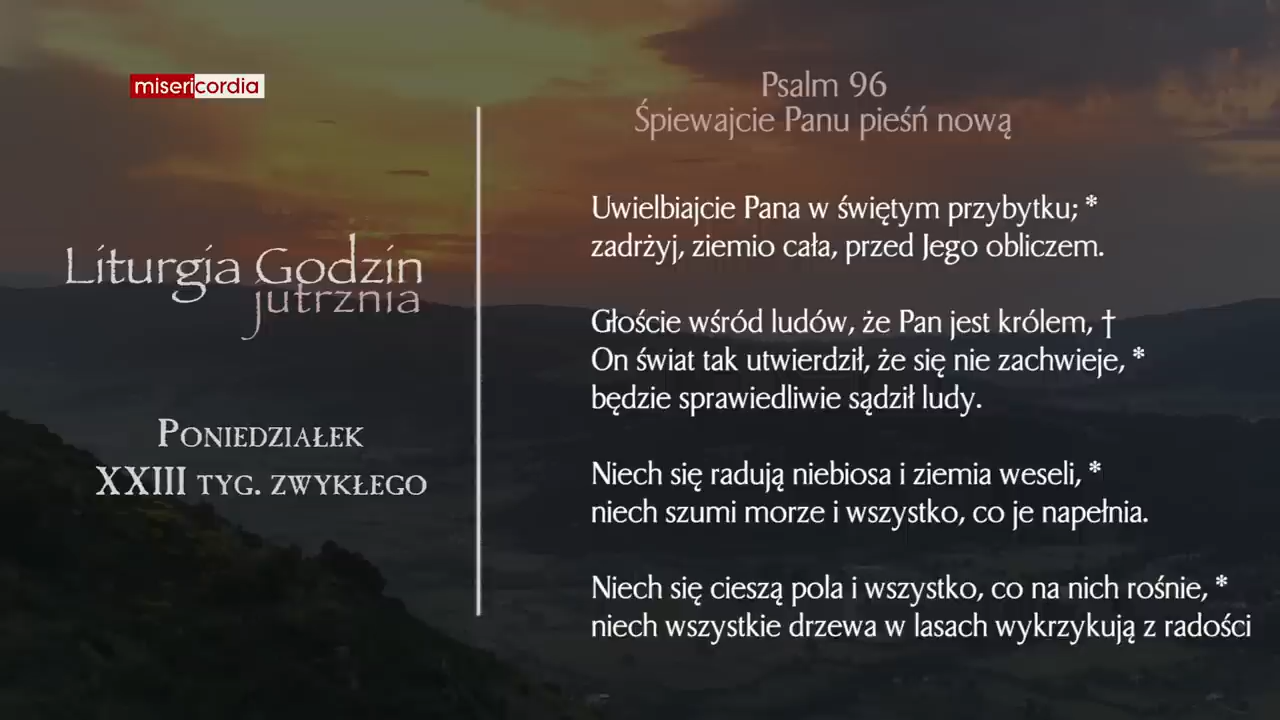 misericordia
Liturgia Godzin
jutrznia
Poniedziałek
XXIII tyg. zwykłego
Psalm 96
Śpiewajcie Panu pieśń nową
Uwielbiajcie Pana w świętym przybytku; *
zadrżyj, ziemio cała, przed Jego obliczem.
Głoście wśród ludów, że Pan jest królem, †
On świat tak utwierdził, że się nie zachwieje, *
będzie sprawiedliwie sądził ludy.
Niech się radują niebiosa i ziemia weseli, *
niech szumi morze i wszystko, co je napełnia.
Niech się cieszą pola i wszystko, co na nich rośnie, *
niech wszystkie drzewa w lasach wykrzykują z radości